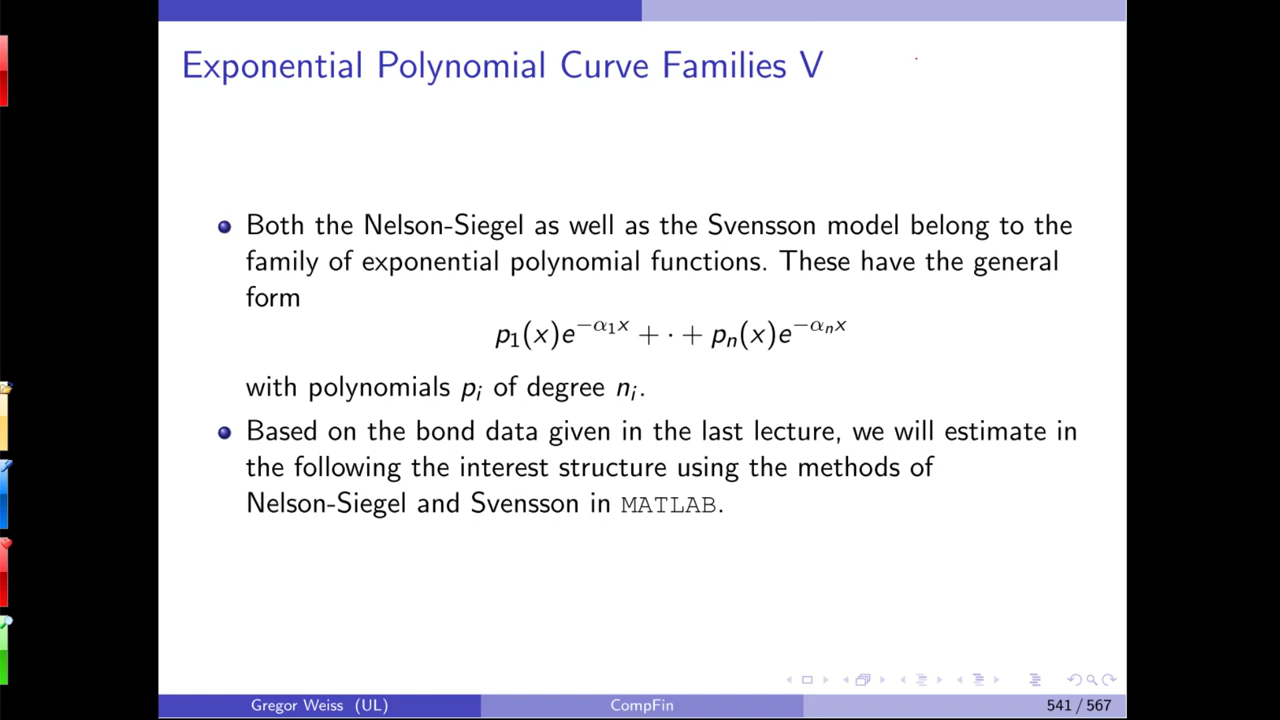 Exponential Polynomial Curve Families V
Both the Nelson-Siegel as well as the Svensson model belong to the
family of exponential polynomial functions. These have the general
form
p₁(x)e^{−α₁x} + · + pₙ(x)e^{−αₙx}
with polynomials pᵢ of degree nᵢ.
Based on the bond data given in the last lecture, we will estimate in
the following the interest structure using the methods of
Nelson-Siegel and Svensson in MATLAB.
Gregor Weiss (UL) CompFin 541 / 567